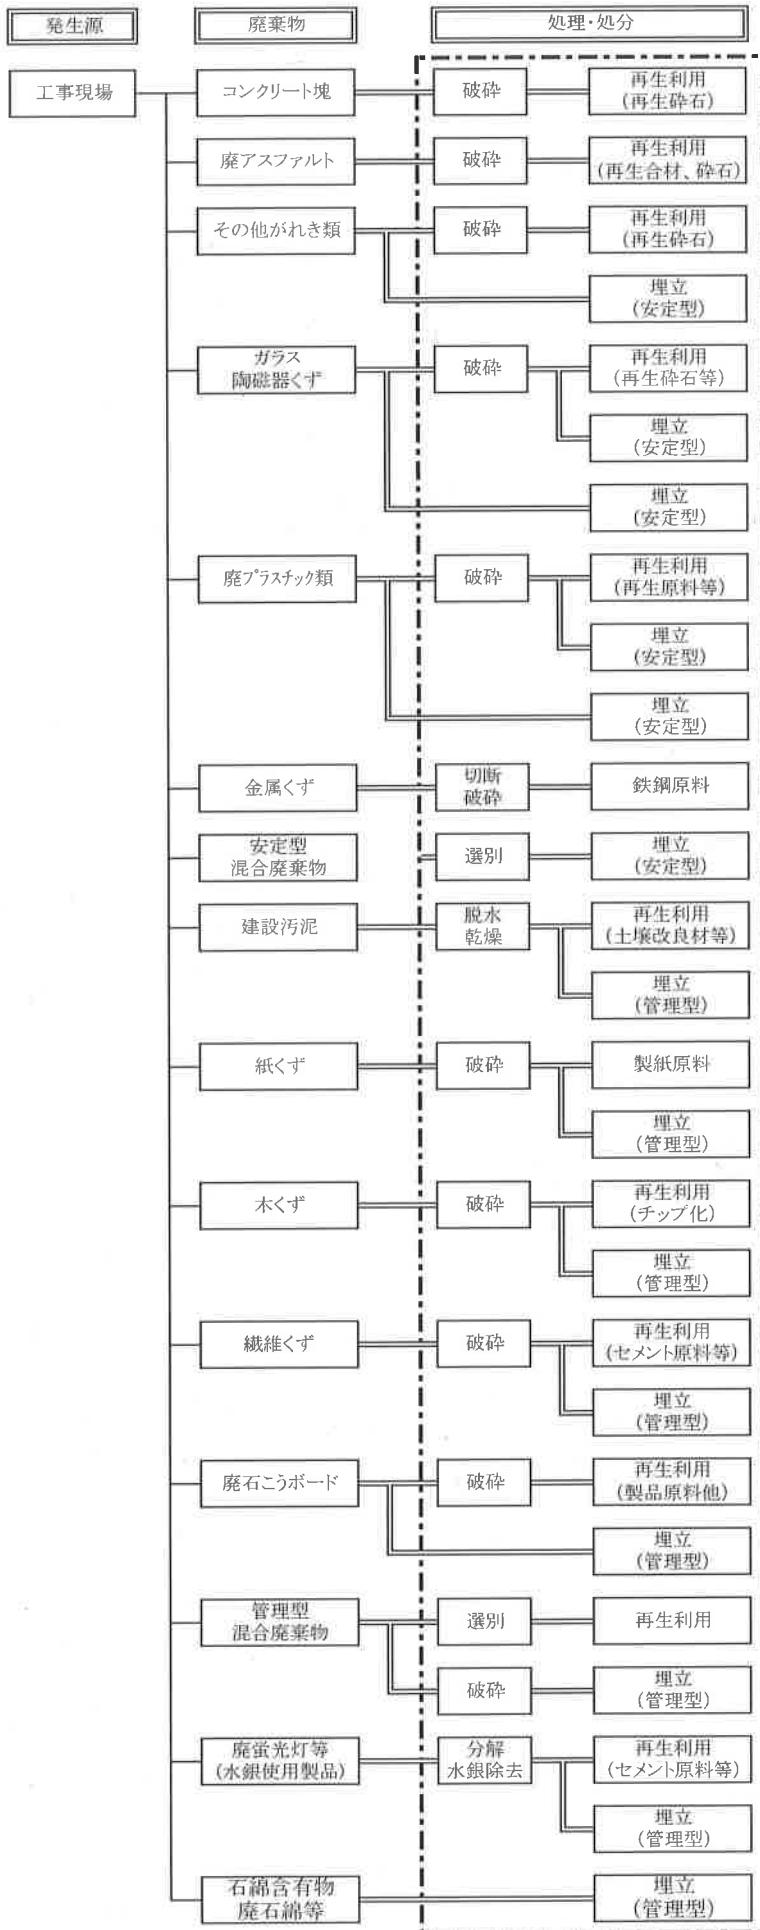 発生源
廃棄物
処理・処分
工事現場
コンクリート塊
破砕
再生利用
(再生砕石)
廃アスファルト
破砕
再生利用
(再生合材、砕石)
その他がれき類
破砕
再生利用
(再生砕石)
埋立
(安定型)
ガラス
陶磁器くず
破砕
再生利用
(再生砕石等)
埋立
(安定型)
埋立
(安定型)
廃プラスチック類
破砕
再生利用
(再生原料等)
埋立
(安定型)
埋立
(安定型)
金属くず
切断
破砕
鉄鋼原料
安定型
混合廃棄物
選別
埋立
(安定型)
建設汚泥
脱水
乾燥
再生利用
(土壌改良材等)
埋立
(管理型)
紙くず
破砕
製紙原料
埋立
(管理型)
木くず
破砕
再生利用
(チップ化)
埋立
(管理型)
繊維くず
破砕
再生利用
(セメント原料等)
埋立
(管理型)
廃石こうボード
破砕
再生利用
(製品原料他)
埋立
(管理型)
管理型
混合廃棄物
選別
再生利用
破砕
埋立
(管理型)
廃蛍光灯等
(水銀使用製品)
分解
水銀除去
再生利用
(セメント原料等)
埋立
(管理型)
石綿含有物
廃石綿等
埋立
(管理型)